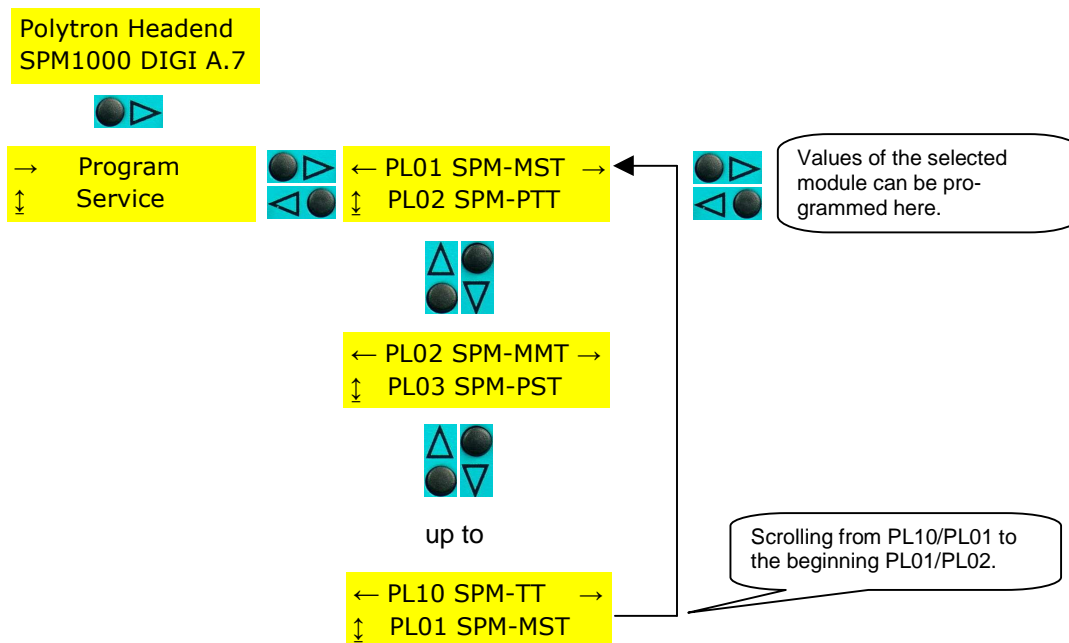 Polytron Headend
SPM1000 DIGI A.7
→ Program
↨ Service
← PL01 SPM-MST →
↨ PL02 SPM-PTT
Values of the selected
module can be pro-
grammed here.
← PL02 SPM-MMT →
↨ PL03 SPM-PST
up to
Scrolling from PL10/PL01 to
the beginning PL01/PL02.
← PL10 SPM-TT →
↨ PL01 SPM-MST